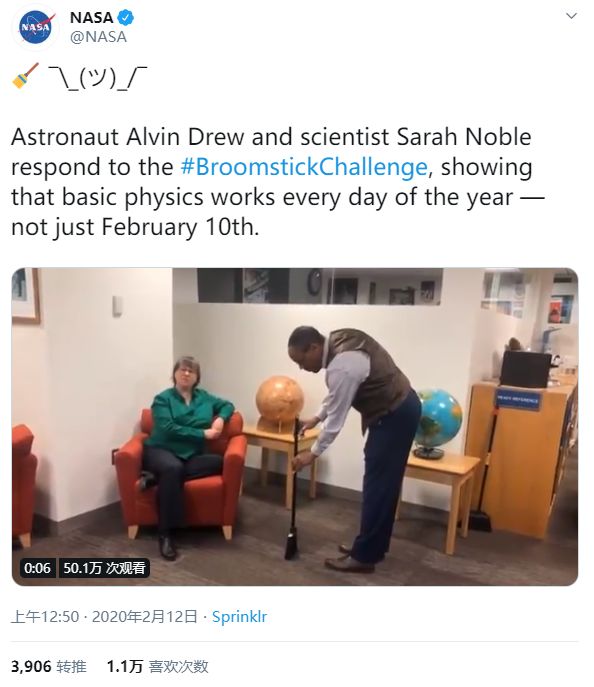 NASA
@NASA
NASA
🧹 ¯\_(ツ)_/¯
Astronaut Alvin Drew and scientist Sarah Noble
respond to the #BroomstickChallenge, showing
that basic physics works every day of the year —
not just February 10th.
READY REFERENCE
0:06 50.1万 次观看
上午12:50 · 2020年2月12日 · Sprinklr
3,906 转推 1.1万 喜欢次数